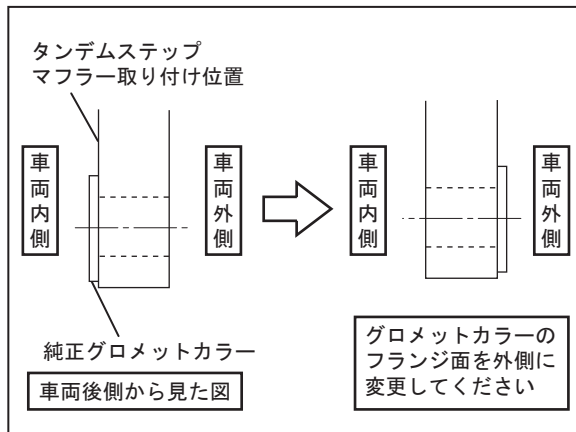 タンデムステップ
マフラー取り付け位置
車両内側
車両外側
車両内側
車両外側
純正グロメットカラー
車両後側から見た図
グロメットカラーの
フランジ面を外側に
変更してください